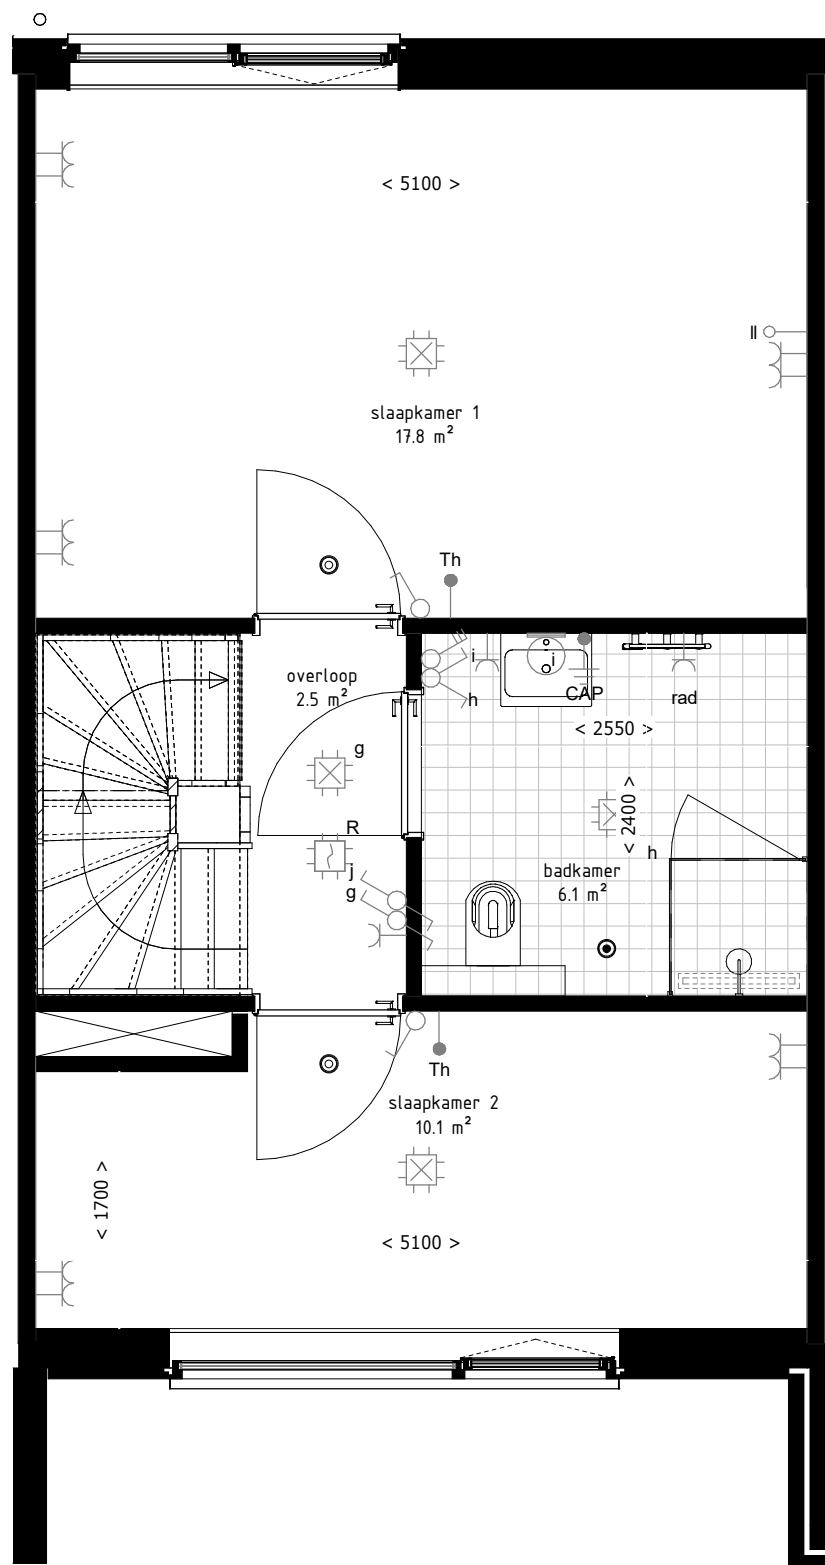 < 5100 >
II
slaapkamer 1
17.8 m²
Th
E
i
i
overloop
2.5 m²
h
CAP
rad
< 2550 >
g
< 2400 >
R
h
j
badkamer
6.1 m²
g
Th
slaapkamer 2
10.1 m²
< 1700 >
< 5100 >